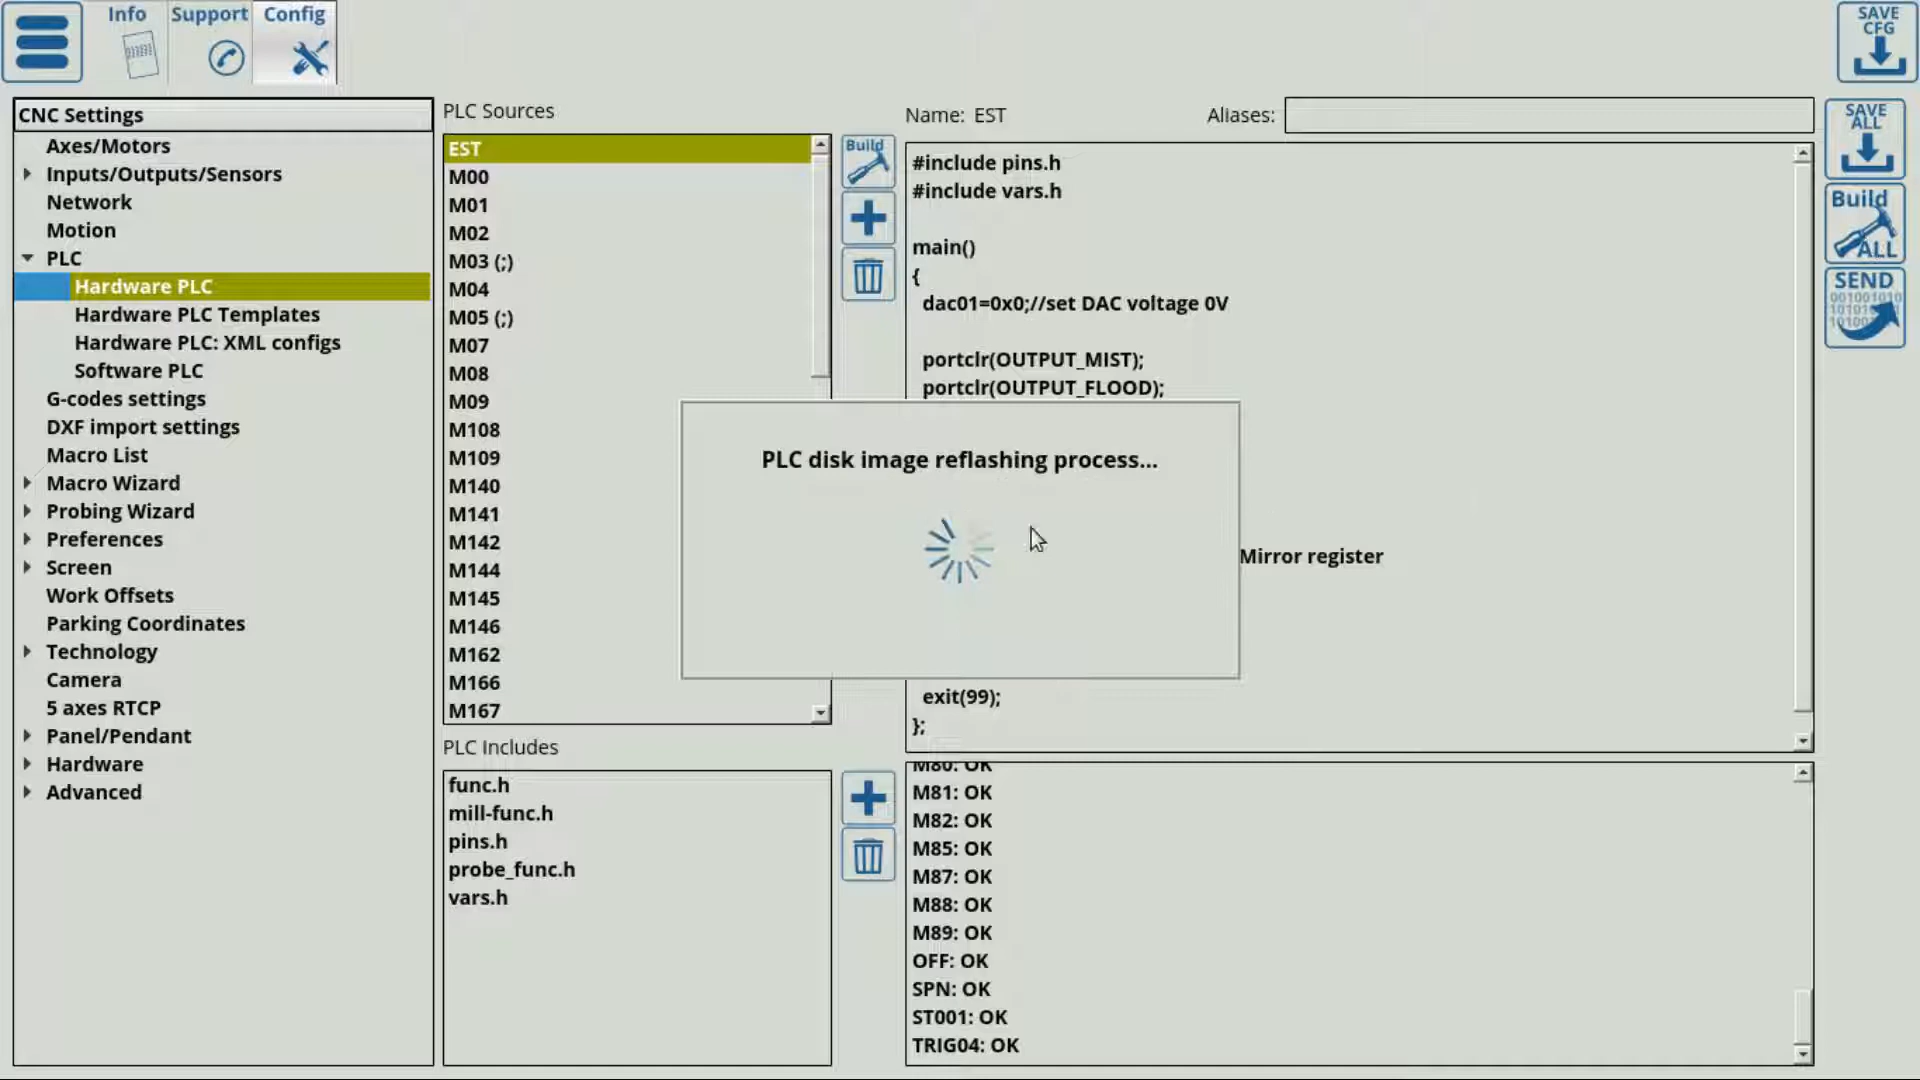 Info
Support
Config
SAVE
CFG
CNC Settings
Axes/Motors
Inputs/Outputs/Sensors
Network
Motion
PLC
Hardware PLC
Hardware PLC Templates
Hardware PLC: XML configs
Software PLC
G-codes settings
DXF import settings
Macro List
Macro Wizard
Probing Wizard
Preferences
Screen
Work Offsets
Parking Coordinates
Technology
Camera
5 axes RTCP
Panel/Pendant
Hardware
Advanced
PLC Sources
EST
M00
M01
M02
M03 (;)
M04
M05 (;)
M07
M08
M09
M108
M109
M140
M141
M142
M144
M145
M146
M162
M166
M167
Build
PLC Includes
func.h
mill-func.h
pins.h
probe_func.h
vars.h
Name: EST
Aliases:
#include pins.h
#include vars.h
main()
{
dac01=0x0;//set DAC voltage 0V
portclr(OUTPUT_MIST);
portclr(OUTPUT_FLOOD);
PLC disk image reflashing process...
Mirror register
exit(99);
};
M80: OK
M81: OK
M82: OK
M85: OK
M87: OK
M88: OK
M89: OK
OFF: OK
SPN: OK
ST001: OK
TRIG04: OK
SAVE
ALL
Build
ALL
SEND